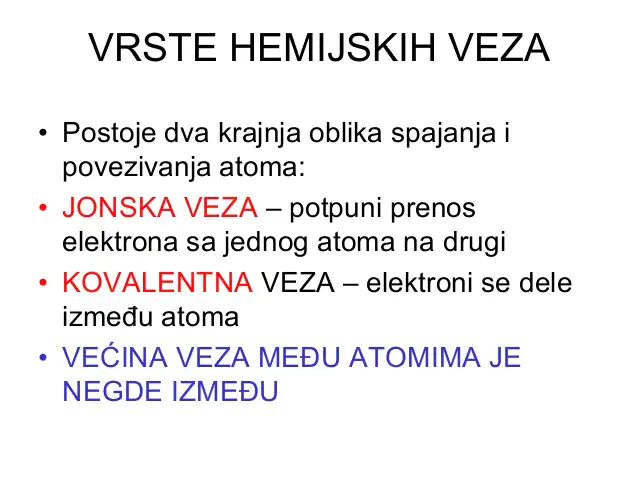 VRSTE HEMIJSKIH VEZA
• Postoje dva krajnja oblika spajanja i
povezivanja atoma:
• JONSKA VEZA – potpuni prenos
elektrona sa jednog atoma na drugi
• KOVALENTNA VEZA – elektroni se dele
između atoma
• VEĆINA VEZA MEĐU ATOMIMA JE
NEGDE IZMEĐU